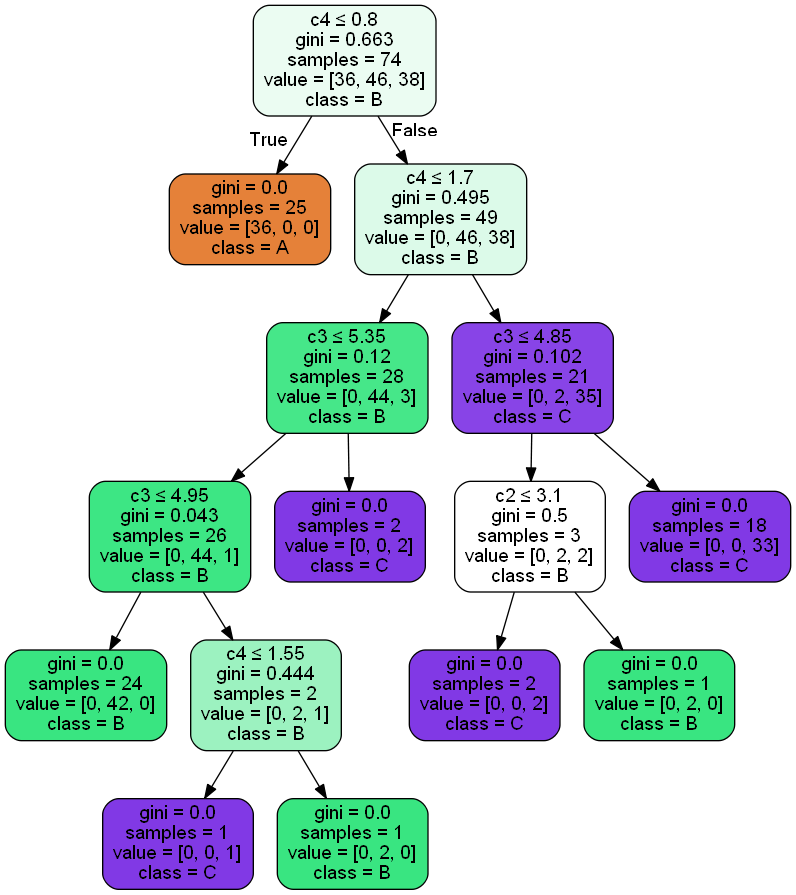 c4 ≤ 0.8
gini = 0.663
samples = 74
value = [36, 46, 38]
class = B
True
False
gini = 0.0
samples = 25
value = [36, 0, 0]
class = A
c4 ≤ 1.7
gini = 0.495
samples = 49
value = [0, 46, 38]
class = B
c3 ≤ 5.35
gini = 0.12
samples = 28
value = [0, 44, 3]
class = B
c3 ≤ 4.85
gini = 0.102
samples = 21
value = [0, 2, 35]
class = C
c3 ≤ 4.95
gini = 0.043
samples = 26
value = [0, 44, 1]
class = B
gini = 0.0
samples = 2
value = [0, 0, 2]
class = C
c2 ≤ 3.1
gini = 0.5
samples = 3
value = [0, 2, 2]
class = B
gini = 0.0
samples = 18
value = [0, 0, 33]
class = C
gini = 0.0
samples = 24
value = [0, 42, 0]
class = B
c4 ≤ 1.55
gini = 0.444
samples = 2
value = [0, 2, 1]
class = B
gini = 0.0
samples = 2
value = [0, 0, 2]
class = C
gini = 0.0
samples = 1
value = [0, 2, 0]
class = B
gini = 0.0
samples = 1
value = [0, 0, 1]
class = C
gini = 0.0
samples = 1
value = [0, 2, 0]
class = B